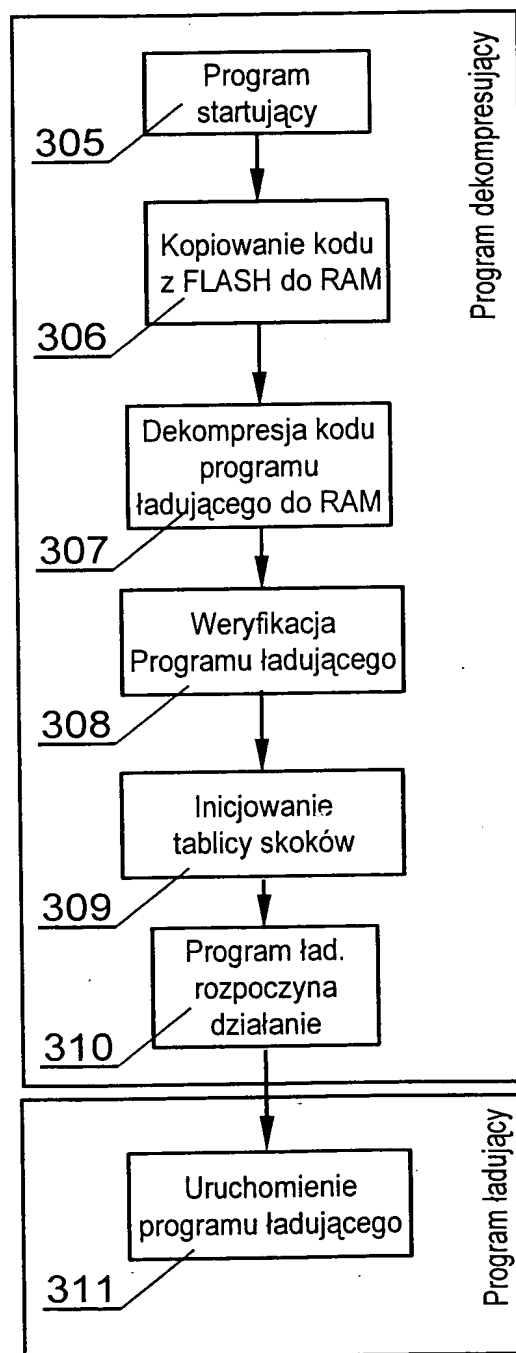 Program dekompresujący
Program
startujący
305
Kopiowanie kodu
z FLASH do RAM
306
Dekompresja kodu
programu
ładującego do RAM
307
Weryfikacja
Programu ładującego
308
Inicjowanie
tablicy skoków
309
Program ład.
rozpoczyna
działanie
310
Program ładujący
Uruchomienie
programu ładującego
311